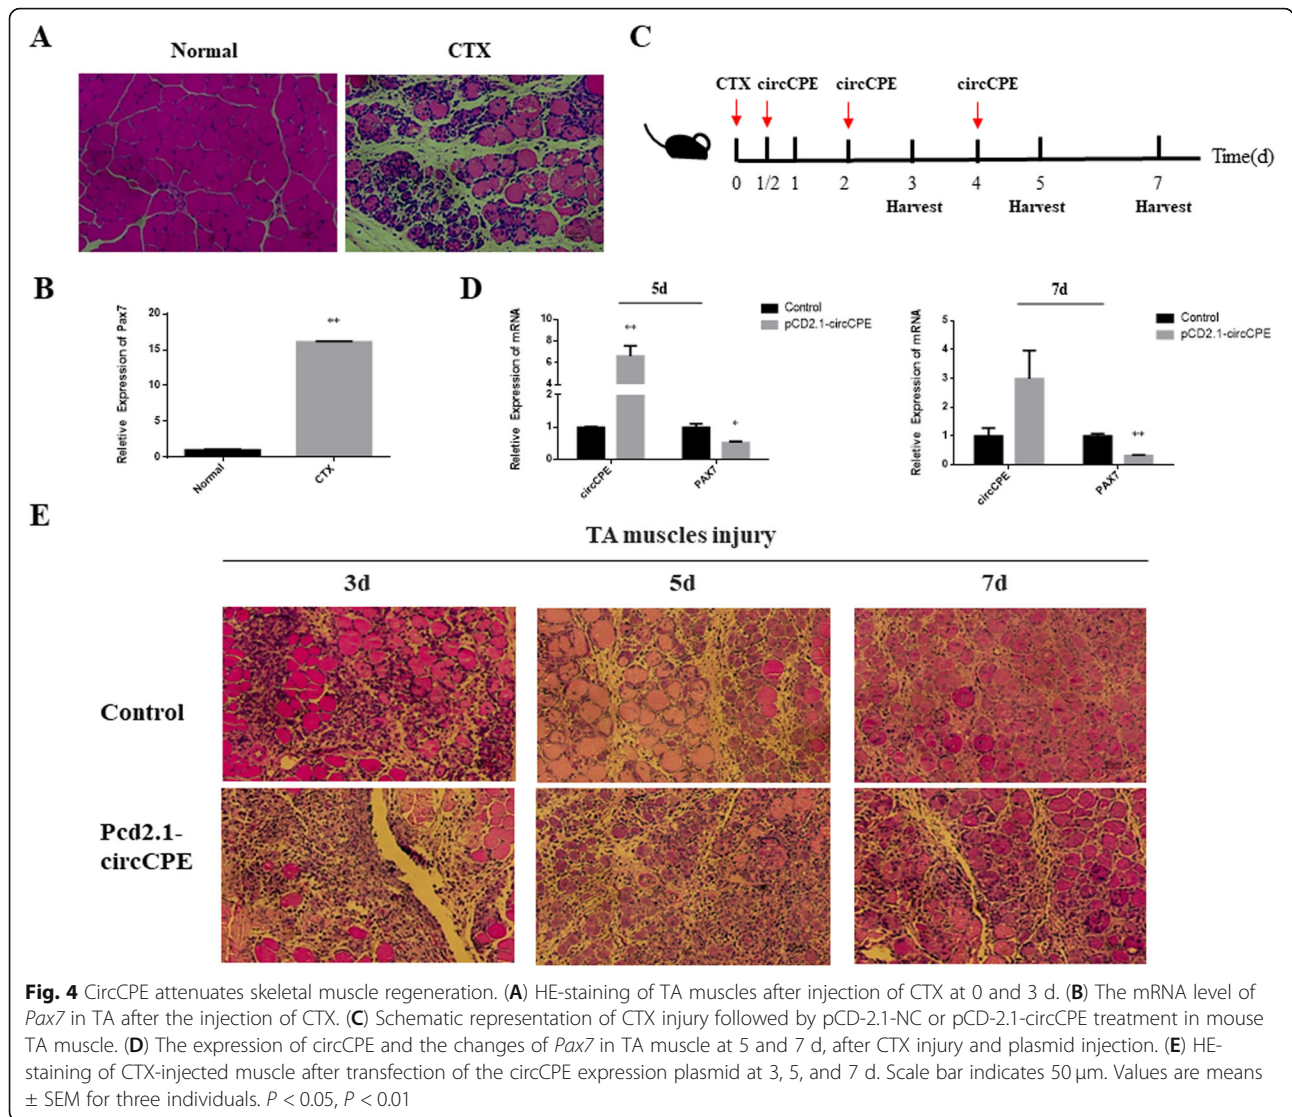 A
Normal
CTX
C
CTX circCPE circCPE circCPE
0 1/2 1 2 3 4 5 7 Time(d)
Harvest Harvest Harvest
B
Reletive Expression of Pax7
20
15
10
5
0
**
Normal
CTX
D
5d
Control
pCD2.1-circCPE
Reletive Expression of mRNA
10
8
6
4
2
1
0
**
*
circCPE
PAX7
7d
Control
pCD2.1-circCPE
Reletive Expression of mRNA
5
4
3
2
1
0
**
circCPE
PAX7
E
TA muscles injury
3d 5d 7d
Control
Pcd2.1-
circCPE
Fig. 4 CircCPE attenuates skeletal muscle regeneration. (A) HE-staining of TA muscles after injection of CTX at 0 and 3 d. (B) The mRNA level of
Pax7 in TA after the injection of CTX. (C) Schematic representation of CTX injury followed by pCD-2.1-NC or pCD-2.1-circCPE treatment in mouse
TA muscle. (D) The expression of circCPE and the changes of Pax7 in TA muscle at 5 and 7 d, after CTX injury and plasmid injection. (E) HE-
staining of CTX-injected muscle after transfection of the circCPE expression plasmid at 3, 5, and 7 d. Scale bar indicates 50 μm. Values are means
± SEM for three individuals. P < 0.05, P < 0.01